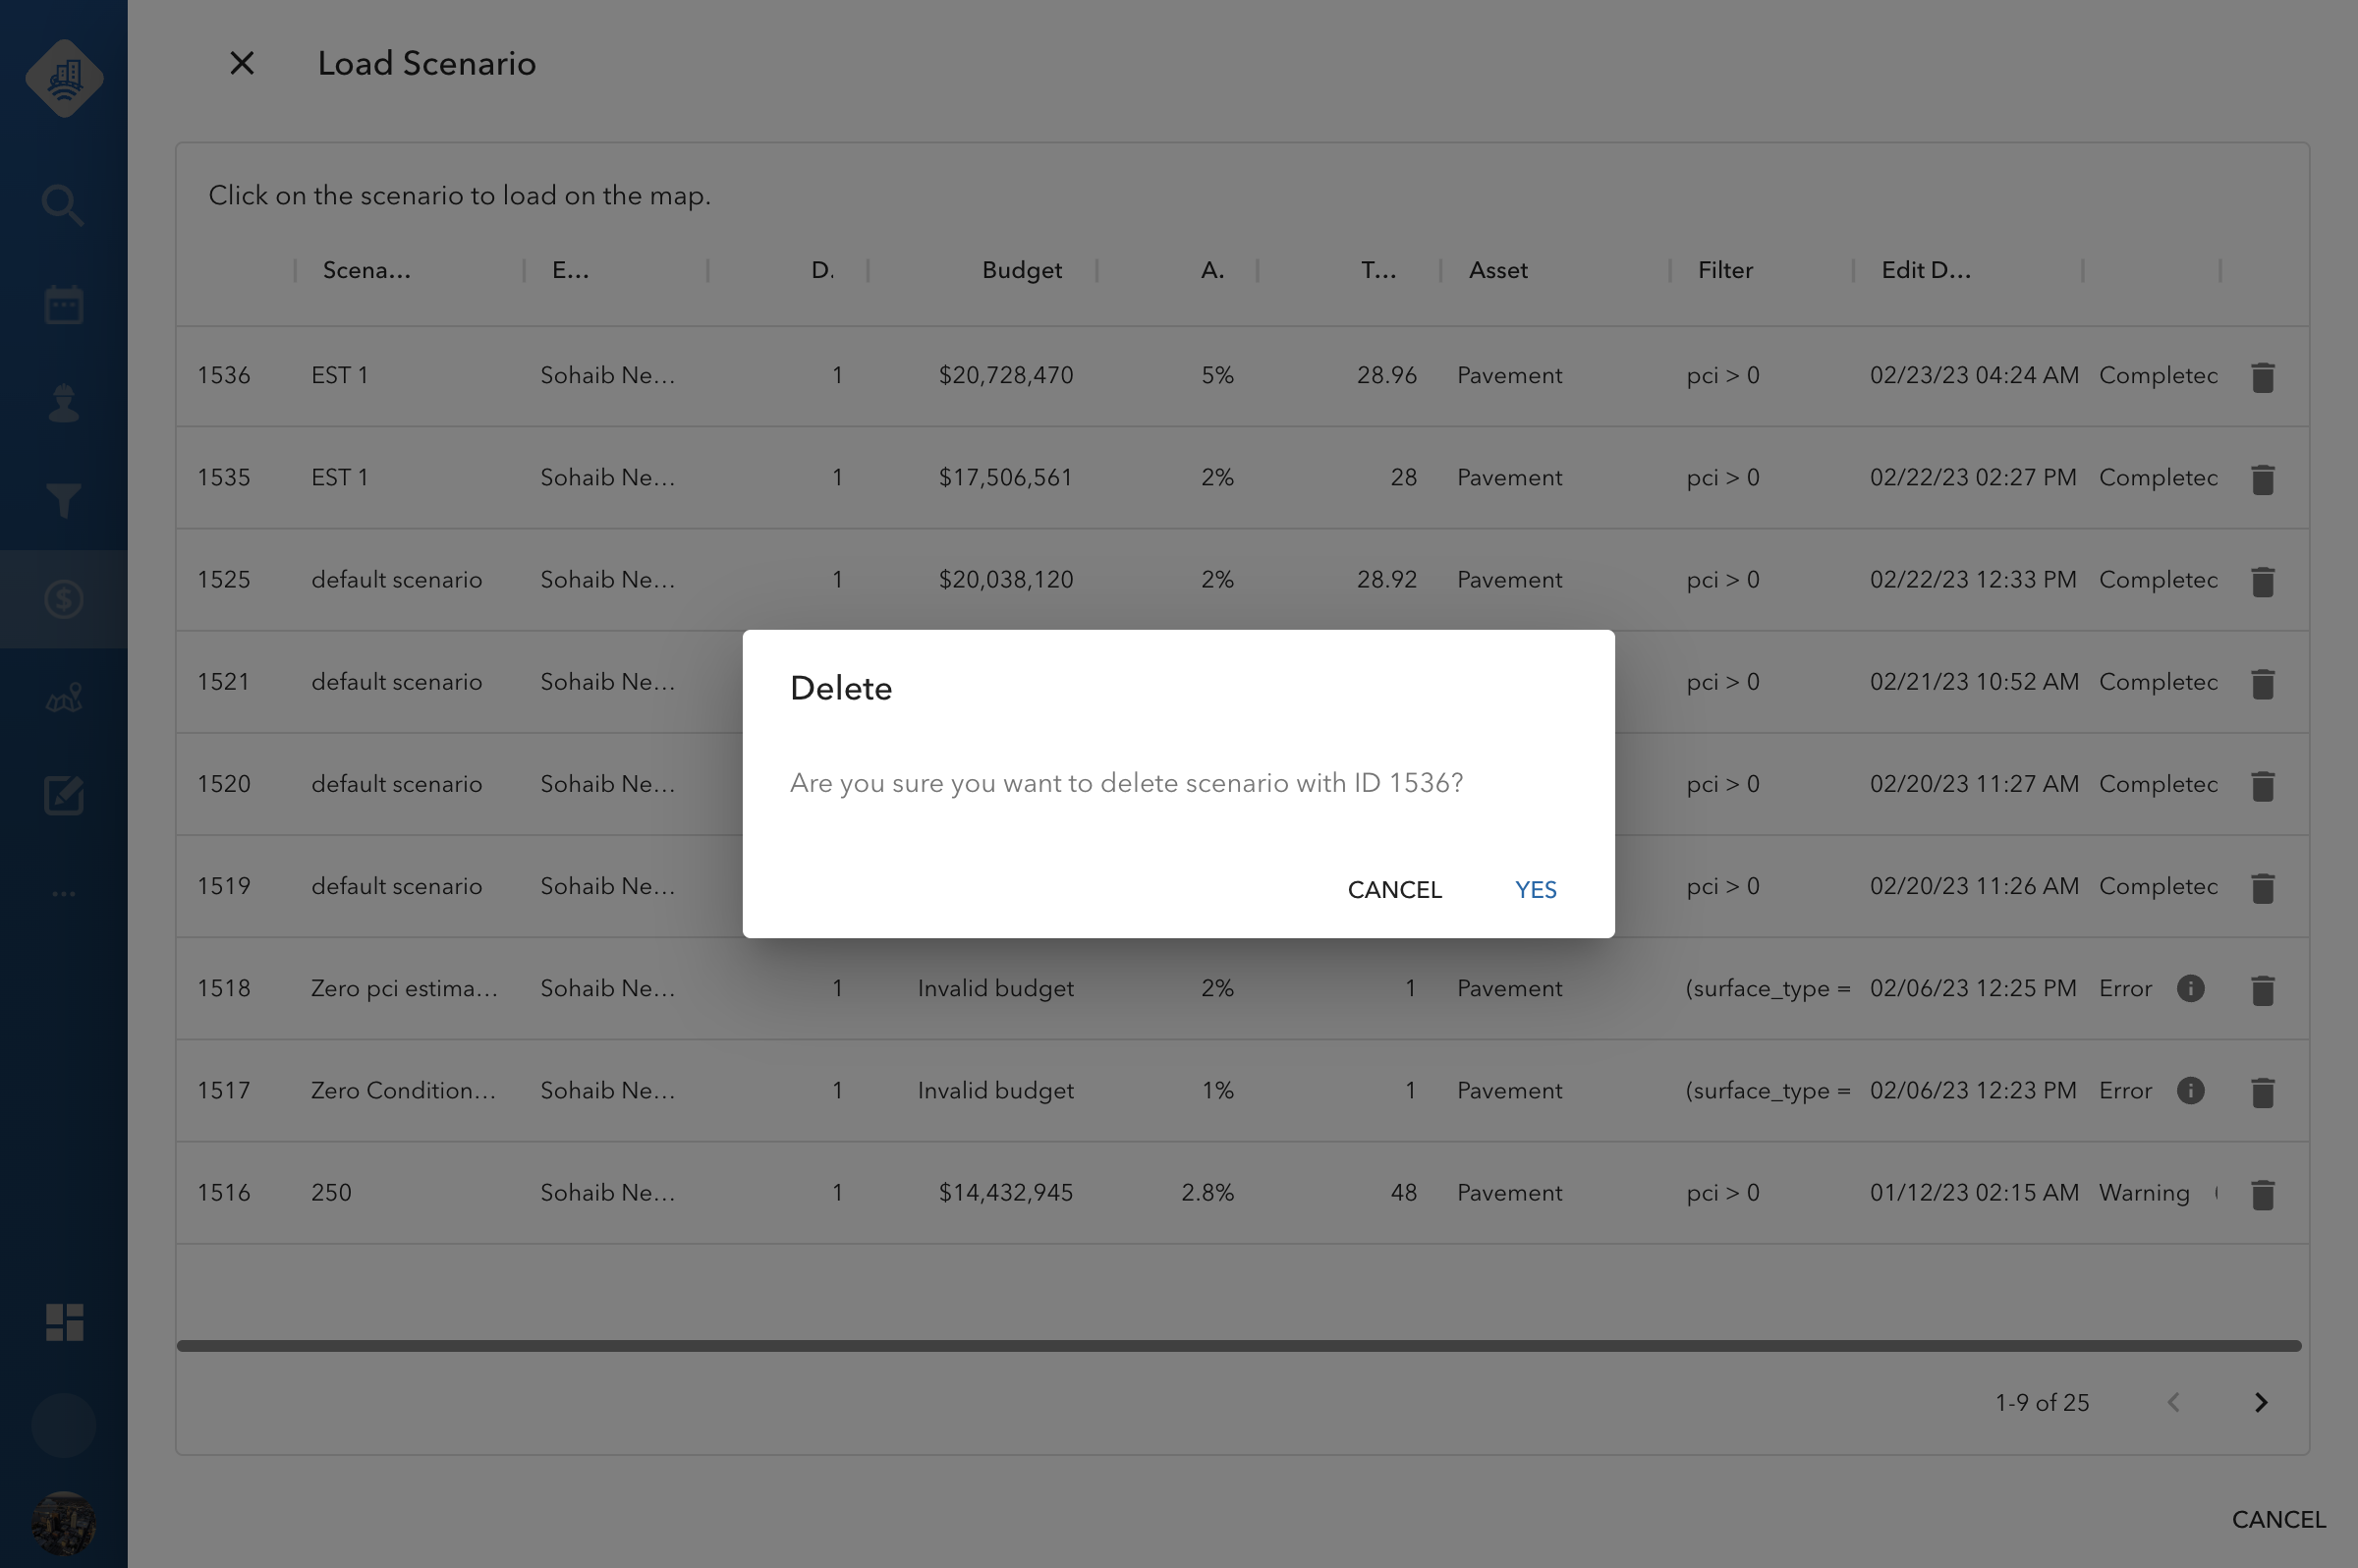 Load Scenario
Click on the scenario to load on the map.
Scena... E... D. Budget A. T... Asset Filter Edit D...
1536 EST 1 Sohaib Ne... 1 $20,728,470 5% 28.96 Pavement pci > 0 02/23/23 04:24 AM Completec
1535 EST 1 Sohaib Ne... 1 $17,506,561 2% 28 Pavement pci > 0 02/22/23 02:27 PM Completec
1525 default scenario Sohaib Ne... 1 $20,038,120 2% 28.92 Pavement pci > 0 02/22/23 12:33 PM Completec
1521 default scenario Sohaib Ne... pci > 0 02/21/23 10:52 AM Completec
1520 default scenario Sohaib Ne... pci > 0 02/20/23 11:27 AM Completec
1519 default scenario Sohaib Ne... pci > 0 02/20/23 11:26 AM Completec
Delete
Are you sure you want to delete scenario with ID 1536?
CANCEL YES
1518 Zero pci estima... Sohaib Ne... 1 Invalid budget 2% 1 Pavement (surface_type = 02/06/23 12:25 PM Error
1517 Zero Condition... Sohaib Ne... 1 Invalid budget 1% 1 Pavement (surface_type = 02/06/23 12:23 PM Error
1516 250 Sohaib Ne... 1 $14,432,945 2.8% 48 Pavement pci > 0 01/12/23 02:15 AM Warning
1-9 of 25
CANCEL